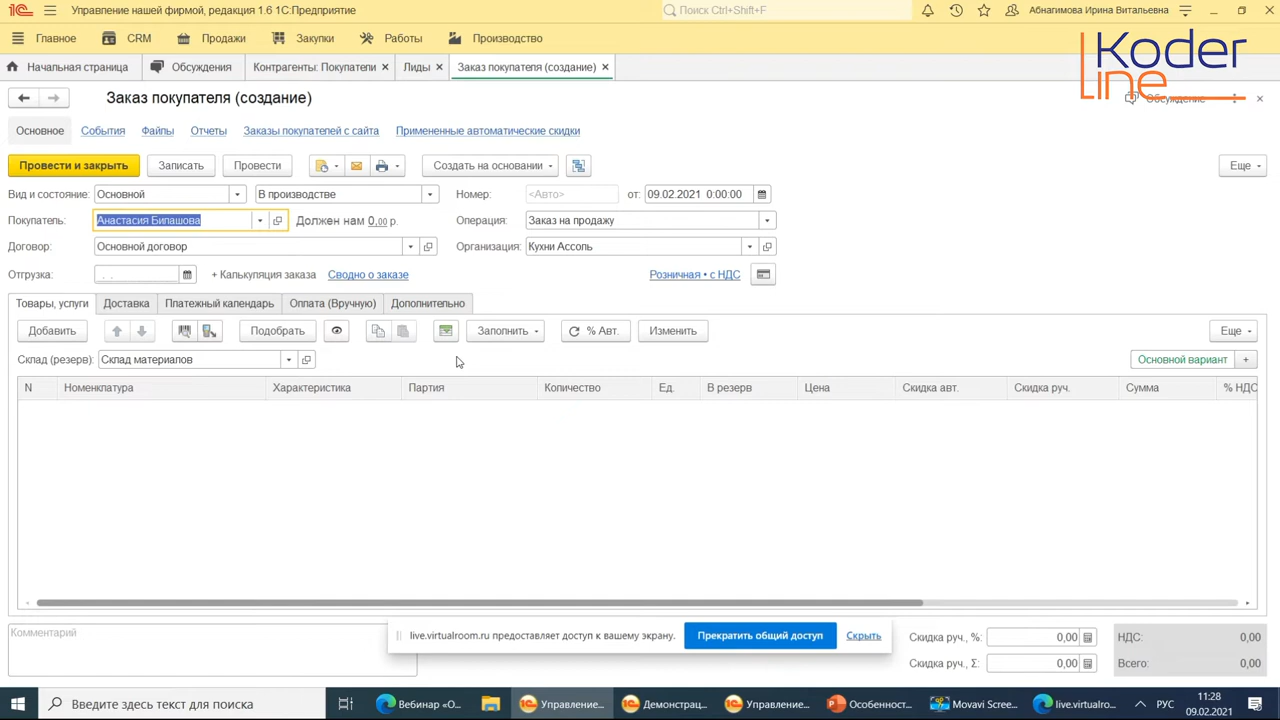 Управление нашей фирмой, редакция 1.6 1С:Предприятие
Поиск Ctrl+Shift+F
Абнагимова Ирина Витальевна
Главное CRM Продажи Закупки Работы Производство
Koder Line
Начальная страница Обсуждения Контрагенты: Покупатели × Лиды × Заказ покупателя (создание) ×
Заказ покупателя (создание)
Обсуждение
Основное События Файлы Отчеты Заказы покупателей с сайта Примененные автоматические скидки
Провести и закрыть Записать Провести Создать на основании Еще
Вид и состояние: Основной В производстве Номер: <Авто> от: 09.02.2021 0:00:00
Покупатель: Анастасия Бипашова Должен нам 0,00 р. Операция: Заказ на продажу
Договор: Основной договор Организация: Кухни Ассоль
Отгрузка: . . + Калькуляция заказа Сводно о заказе Розничная • с НДС
Товары, услуги Доставка Платежный календарь Оплата (Вручную) Дополнительно
Добавить Подобрать Заполнить % Авт. Изменить Еще
Склад (резерв): Склад материалов Основной вариант +
N Номенклатура Характеристика Партия Количество Ед. В резерв Цена Скидка авт. Скидка руч. Сумма % НДС
Комментарий
live.virtualroom.ru предоставляет доступ к вашему экрану. Прекратить общий доступ Скрыть
Скидка руч., %: 0,00 НДС: 0,00
Скидка руч., Σ: 0,00 Всего: 0,00
Введите здесь текст для поиска Вебинар «О... Управление... Демонстрац... Управление... Особенност... Movavi Scree... live.virtualro... РУС 11:28
09.02.2021